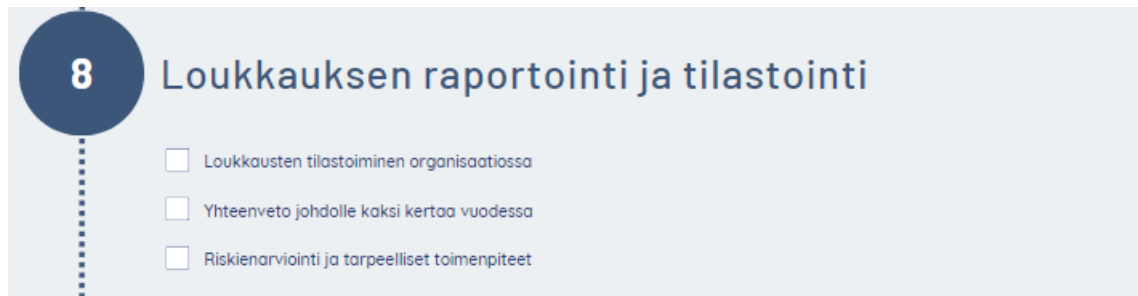 8
Loukkauksen raportointi ja tilastointi
Loukkausten tilastoiminen organisaatiossa
Yhteenveto johdolle kaksi kertaa vuodessa
Riskienarviointi ja tarpeelliset toimenpiteet